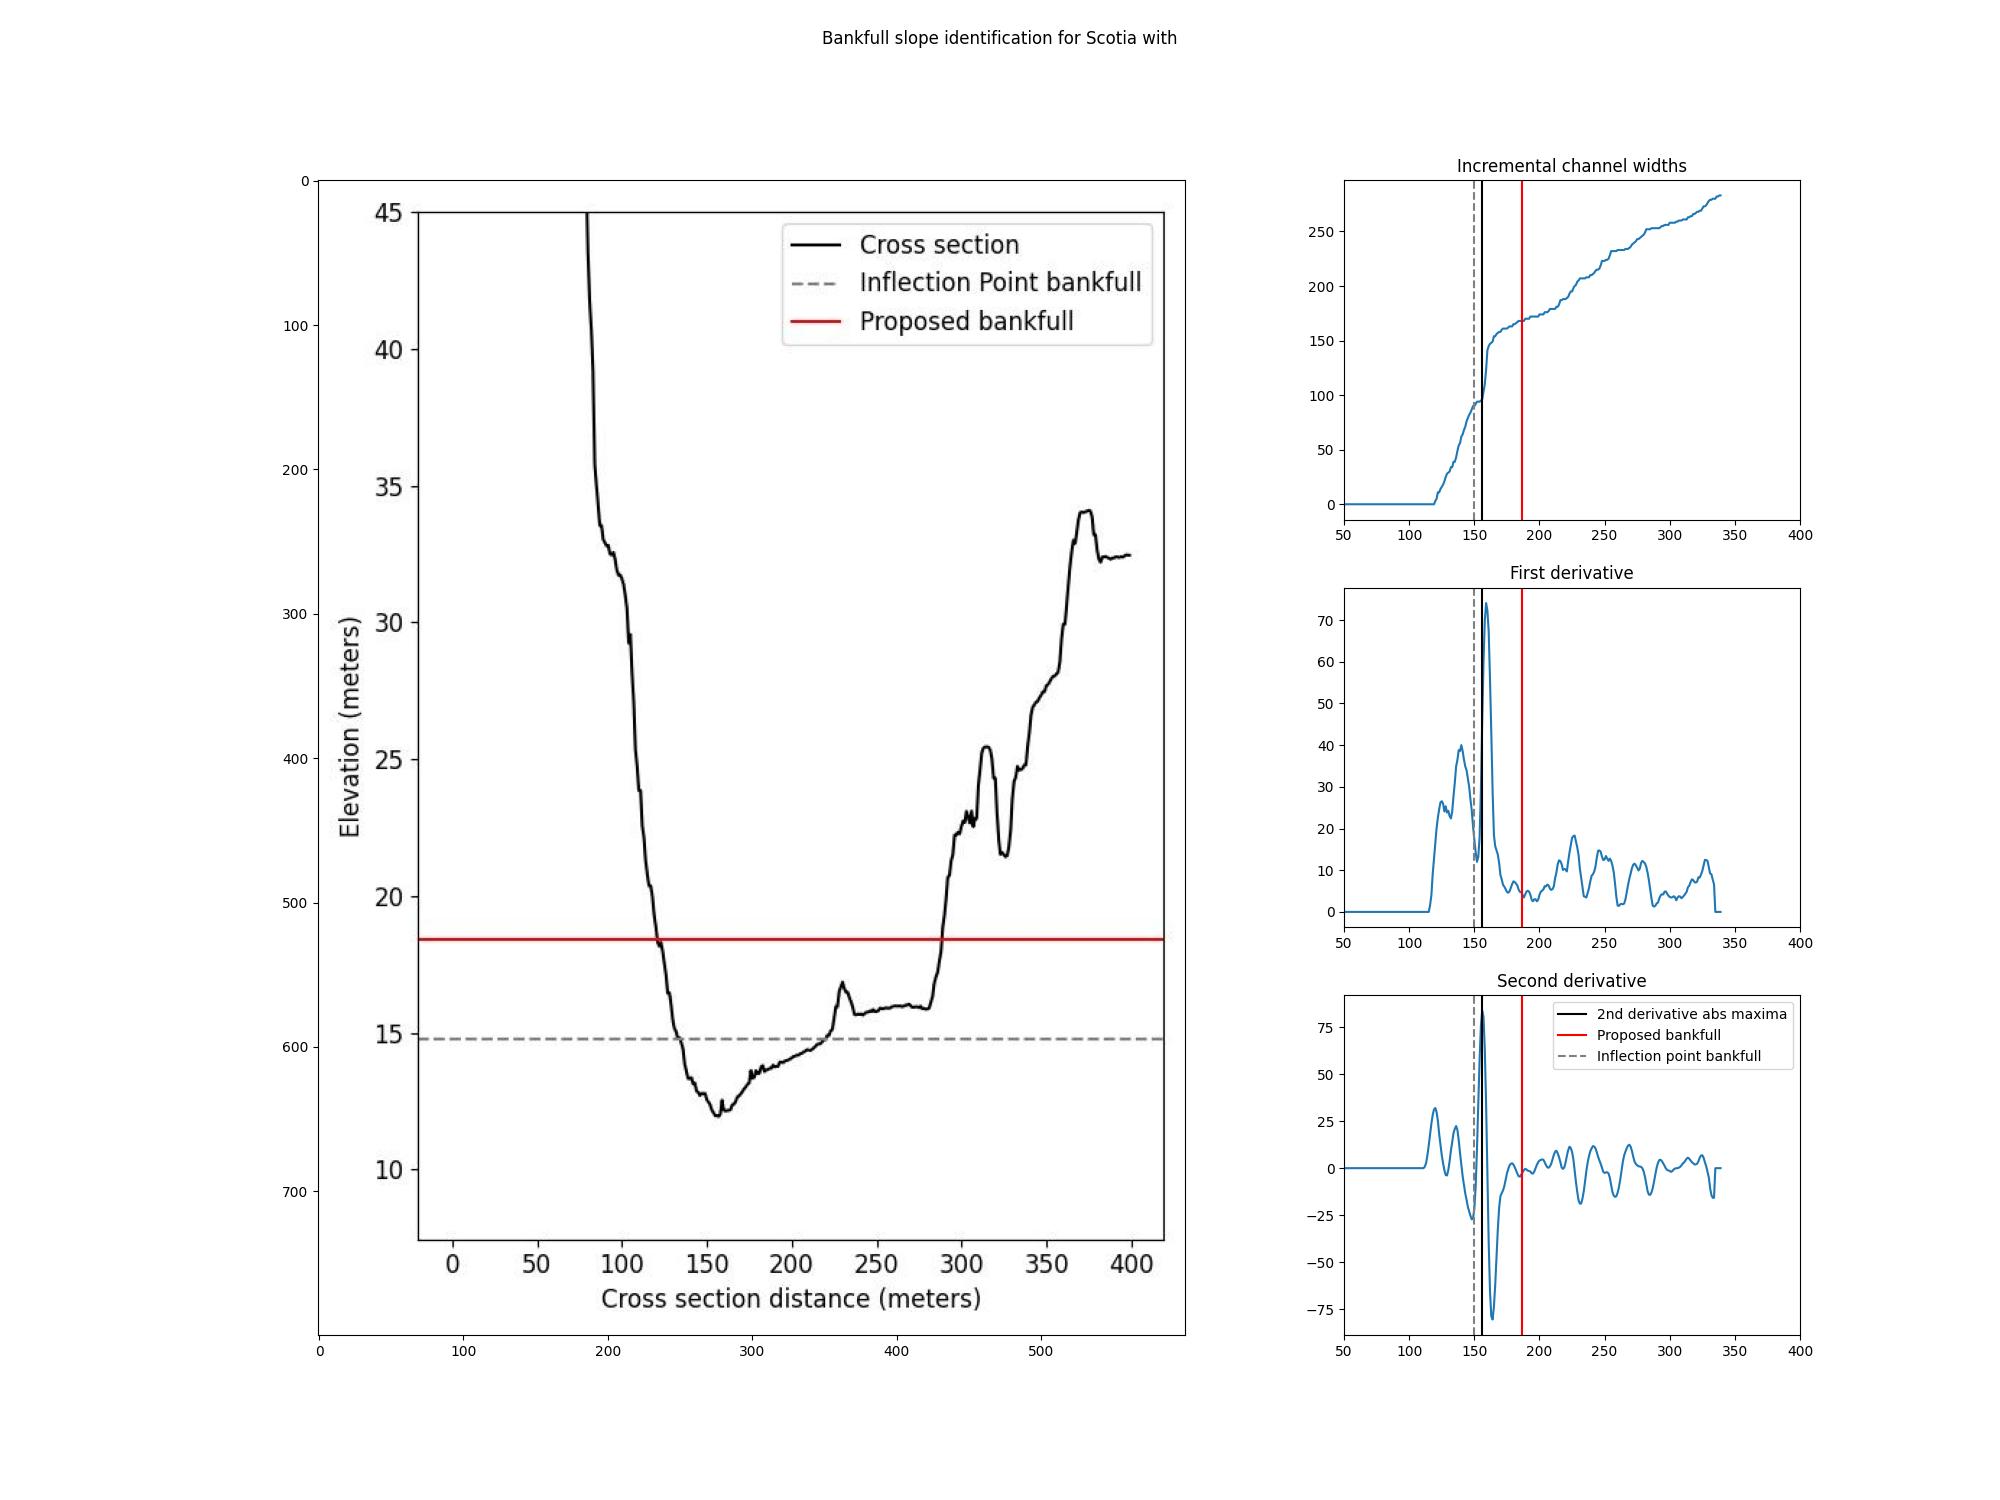 Bankfull slope identification for Scotia with
0
100
200
300
400
500
600
700
0 100 200 300 400 500
45
40
35
30
25
20
15
10
Elevation (meters)
Cross section
Inflection Point bankfull
Proposed bankfull
0 50 100 150 200 250 300 350 400
Cross section distance (meters)
Incremental channel widths
250
200
150
100
50
0
50 100 150 200 250 300 350 400
First derivative
70
60
50
40
30
20
10
0
50 100 150 200 250 300 350 400
Second derivative
75
50
25
0
−25
−50
−75
2nd derivative abs maxima
Proposed bankfull
Inflection point bankfull
50 100 150 200 250 300 350 400